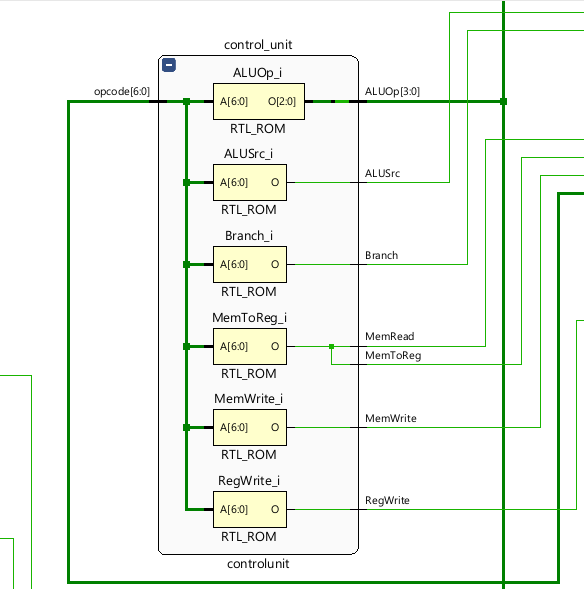 control_unit
ALUOp_i
opcode[6:0]
A[6:0] O[2:0]
ALUOp[3:0]
RTL_ROM
ALUSrc_i
A[6:0] O
ALUSrc
RTL_ROM
Branch_i
A[6:0] O
Branch
RTL_ROM
MemToReg_i
A[6:0] O
MemRead
MemToReg
RTL_ROM
MemWrite_i
A[6:0] O
MemWrite
RTL_ROM
RegWrite_i
A[6:0] O
RegWrite
RTL_ROM
controlunit